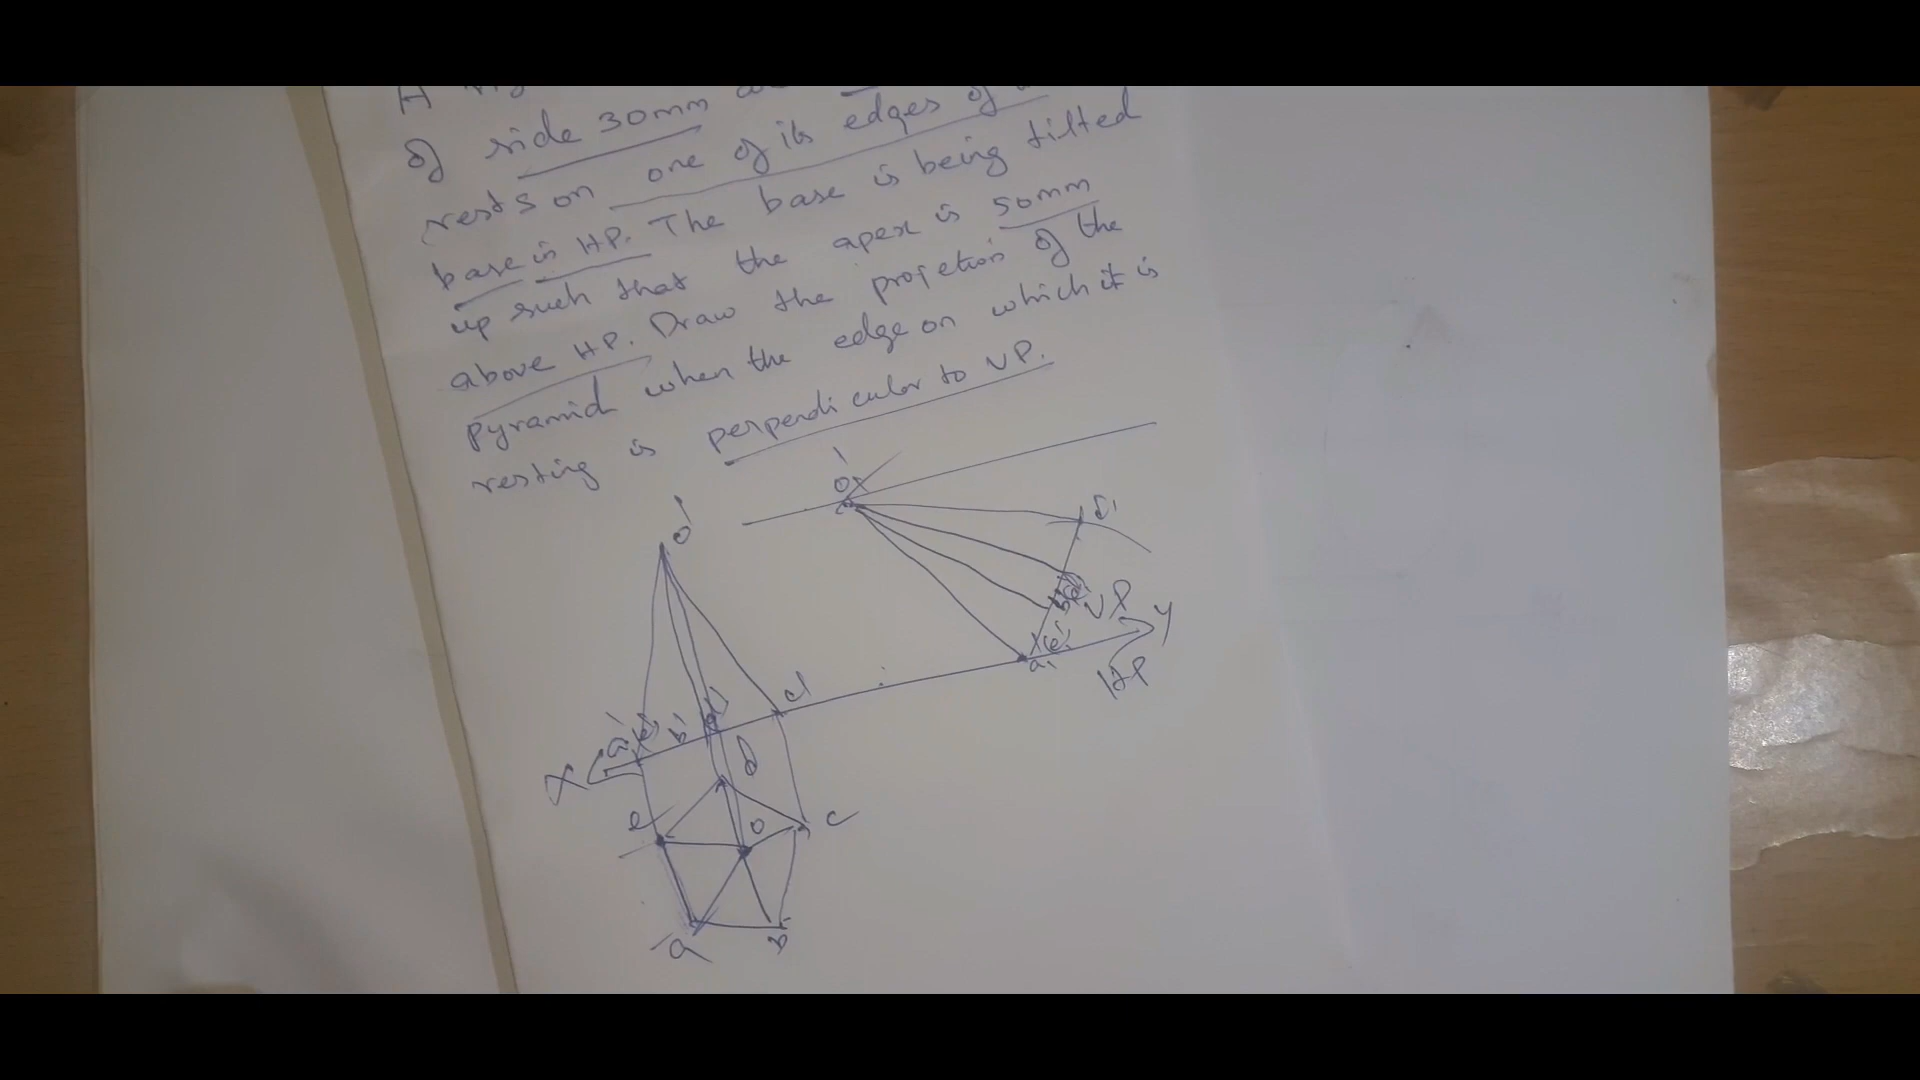 of side 30mm
rests on one of its edges of
base in HP. The base is being tilted
up such that the apex is 50mm
above HP. Draw the projetion of the
pyramid when the edge on which it is
resting is perpendicular to VP.
o'
o'
VP
Y
HP
X
b'
d
e
o
c
a
b